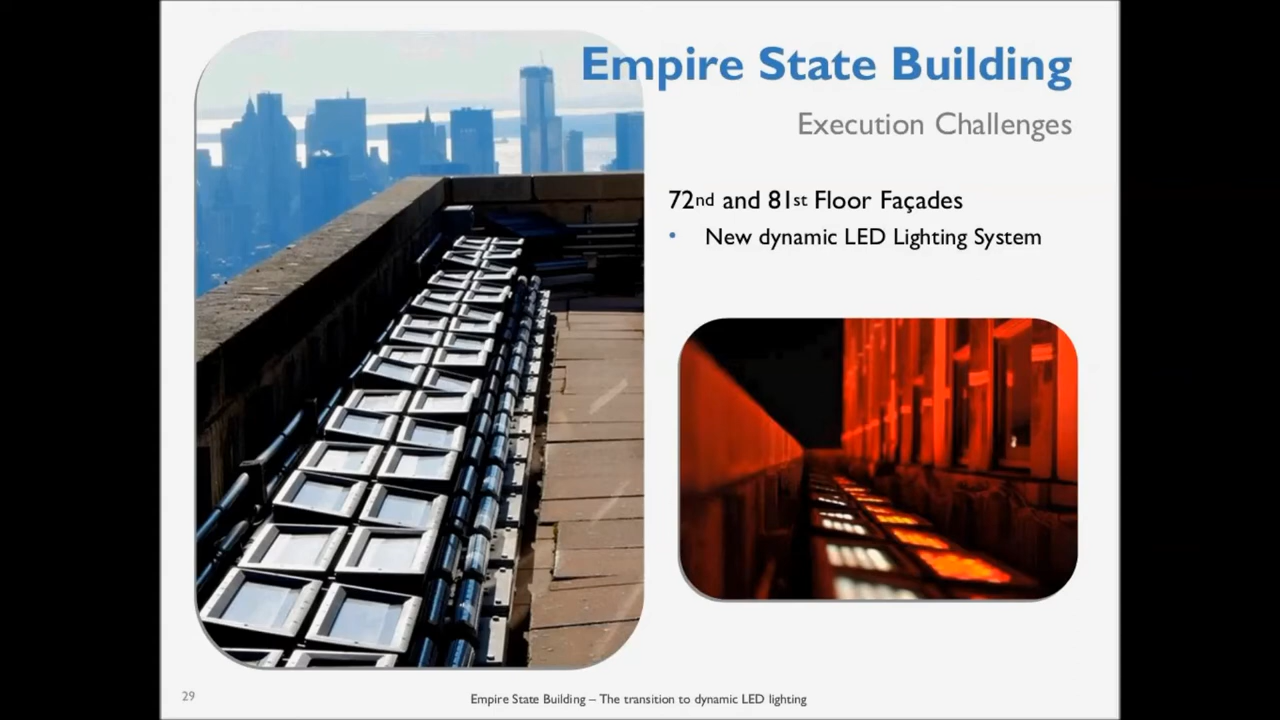 Empire State Building
Execution Challenges
72nd and 81st Floor Façades
• New dynamic LED Lighting System
29
Empire State Building – The transition to dynamic LED lighting